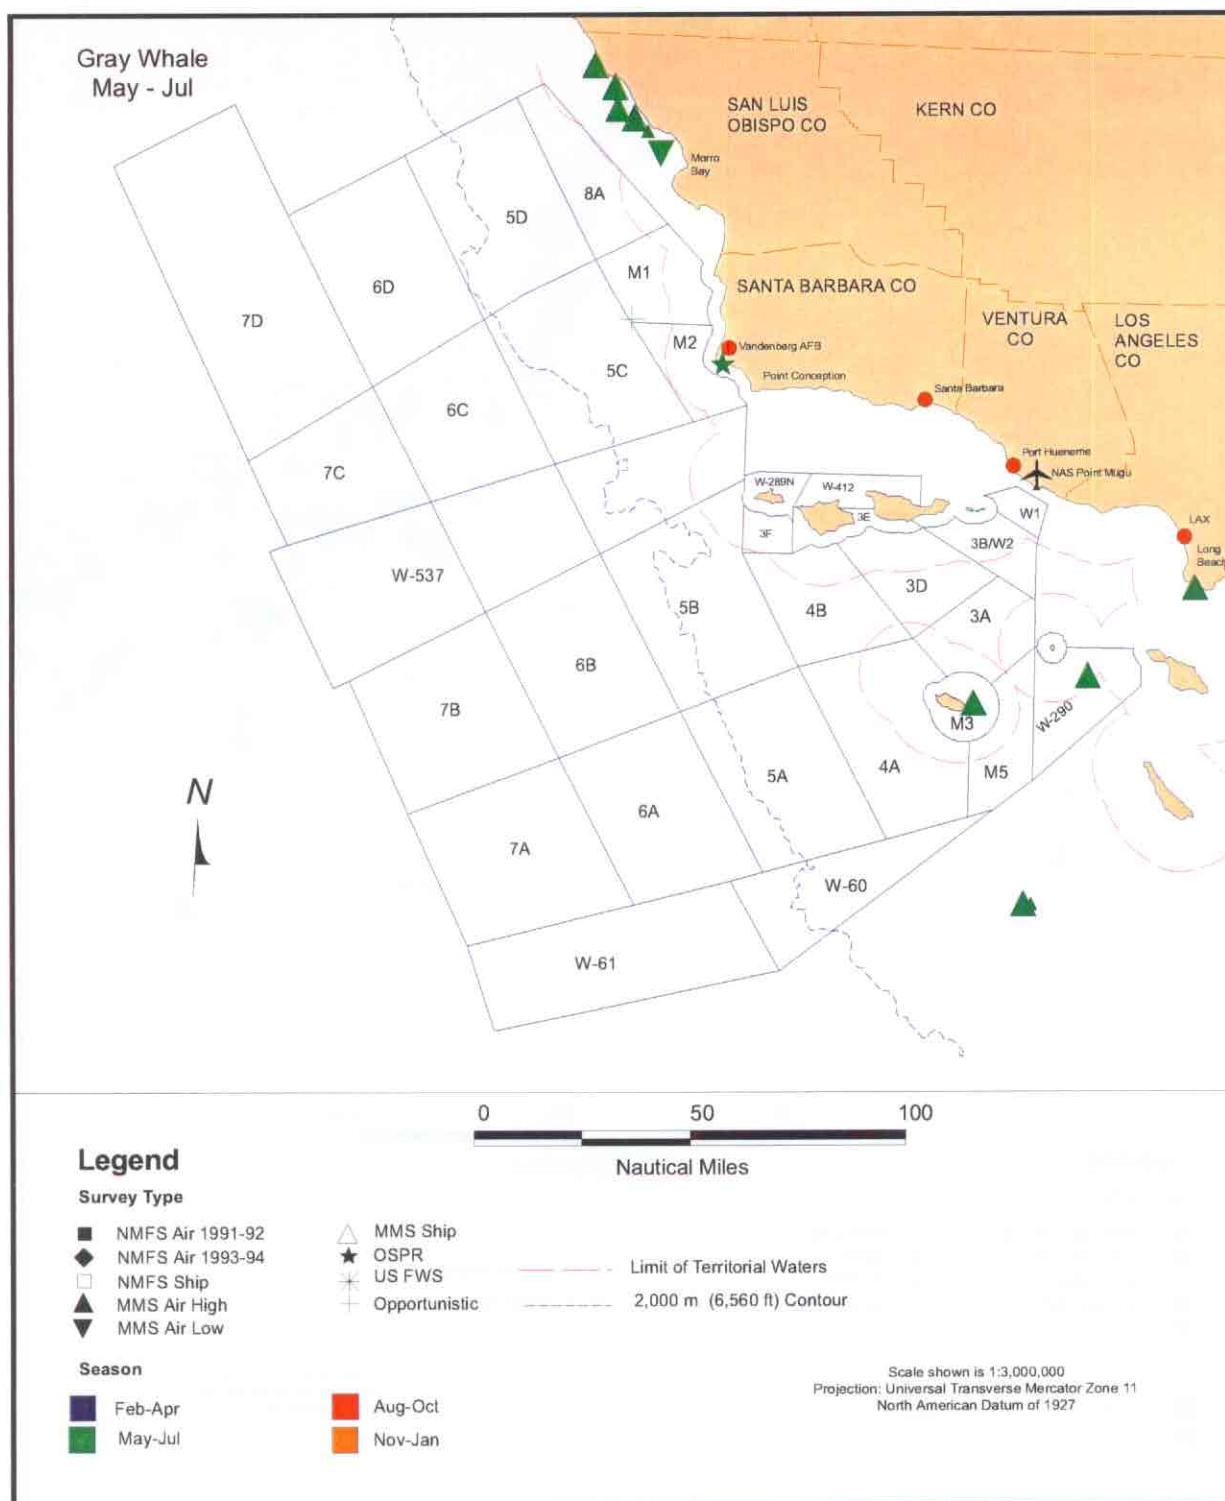 Gray Whale
May - Jul
SAN LUIS
OBISPO CO
KERN CO
Morro
Bay
8A
5D
M1
6D
SANTA BARBARA CO
7D
VENTURA
CO
LOS
ANGELES
CO
M2
Vandenberg AFB
5C
Point Conception
Santa Barbara
6C
7C
Port Hueneme
NAS Point Mugu
W-289N
W-412
W1
3E
LAX
3F
3B/W2
Long
Beach
W-537
3D
5B
4B
3A
6B
7B
M3
W-290
5A
4A
M5
N
6A
7A
W-60
W-61
0 50 100
Nautical Miles
Legend
Survey Type
NMFS Air 1991-92
NMFS Air 1993-94
NMFS Ship
MMS Air High
MMS Air Low
MMS Ship
OSPR
US FWS
Opportunistic
Limit of Territorial Waters
2,000 m (6,560 ft) Contour
Season
Feb-Apr
May-Jul
Aug-Oct
Nov-Jan
Scale shown is 1:3,000,000
Projection: Universal Transverse Mercator Zone 11
North American Datum of 1927